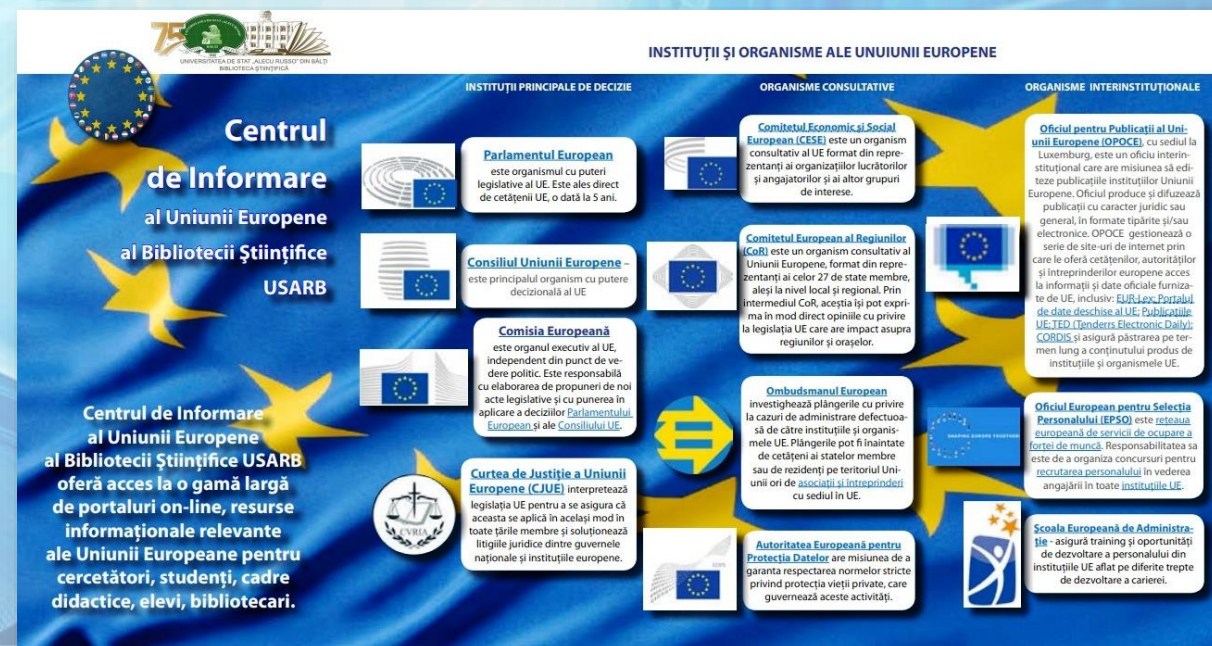 75
UNIVERSITATEA DE STAT „ALECU RUSSO" DIN BĂLŢI
BIBLIOTECA ŞTIINŢIFICĂ
INSTITUȚII ȘI ORGANISME ALE UNUIUNII EUROPENE
Centrul
de Informare
al Uniunii Europene
al Bibliotecii Ştiințifice
USARB
Centrul de Informare
al Uniunii Europene
al Bibliotecii Științifice USARB
oferă acces la o gamă largă
de portaluri on-line, resurse
informaționale relevante
ale Uniunii Europeane pentru
cercetători, studenți, cadre
didactice, elevi, bibliotecari.
INSTITUȚII PRINCIPALE DE DECIZIE
Parlamentul European
este organismul cu puteri
legislative al UE. Este ales direct
de cetățenii UE, o dată la 5 ani.
Consiliul Uniunii Europene –
este principalul organism cu putere
decizională al UE
Comisia Europeană
este organul executiv al UE,
independent din punct de ve-
dere politic. Este responsabilă
cu elaborarea de propuneri de noi
acte legislative și cu punerea în
aplicare a deciziilor Parlamentului
European și ale Consiliului UE.
CVRIA
Curtea de Justiție a Uniunii
Europene (CJUE) interpretează
legislația UE pentru a se asigura că
aceasta se aplică în același mod în
toate țările membre și soluționează
litigiile juridice dintre guvernele
naționale și instituțiile europene.
ORGANISME CONSULTATIVE
Comitetul Economic și Social
European (CESE) este un organism
consultativ al UE format din repre-
zentanți ai organizațiilor lucrătorilor
și angajatorilor și ai altor grupuri
de interese.
Comitetul European al Regiunilor
(CoR) este un organism consultativ al
Uniunii Europene, format din repre-
zentanți ai celor 27 de state membre,
aleși la nivel local și regional. Prin
intermediul CoR, aceștia își pot expri-
ma în mod direct opiniile cu privire
la legislația UE care are impact asupra
regiunilor și orașelor.
Ombudsmanul European
investighează plângerile cu privire
la cazuri de administrare defectuoa-
să de către instituțiile și organis-
mele UE. Plângerile pot fi înaintate
de cetățeni ai statelor membre
sau de rezidenți pe teritoriul Uni-
unii ori de asociații și întreprinderi
cu sediul în UE.
EDPS
Autoritatea Europeană pentru
Protecția Datelor are misiunea de a
garanta respectarea normelor stricte
privind protecția vieții private, care
guvernează aceste activități.
ORGANISME INTERINSTITUȚIONALE
Oficiul pentru Publicații al Uni-
unii Europene (OPOCE), cu sediul la
Luxemburg, este un oficiu interin-
stituțional care are misiunea să edi-
teze publicațiile instituțiilor Uniunii
Europene. Oficiul produce și difuzează
publicații cu caracter juridic sau
general, în formate tipărite și/sau
electronice. OPOCE gestionează o
serie de site-uri de internet prin
care le oferă cetățenilor, autorităților
și întreprinderilor europene acces
la informații și date oficiale furniza-
te de UE, inclusiv: EUR-Lex; Portalul
de date deschise al UE; Publicațiile
UE; TED (Tenderrs Electronic Daily);
CORDIS și asigură păstrarea pe ter-
men lung a conținutului produs de
instituțiile și organismele UE.
SHAPING EUROPE TOGETHER
Oficiul European pentru Selecția
Personalului (EPSO) este rețeaua
europeană de servicii de ocupare a
forței de muncă. Responsabilitatea sa
este de a organiza concursuri pentru
recrutarea personalului în vederea
angajării în toate instituțiile UE.
Școala Europeană de Administra-
ție - asigură training și oportunități
de dezvoltare a personalului din
instituțiile UE aflat pe diferite trepte
de dezvoltare a carierei.